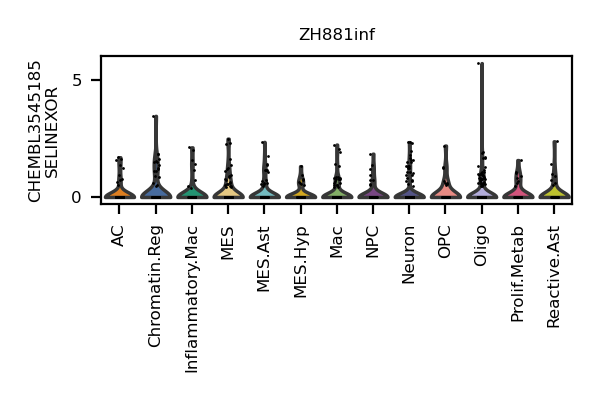 ZH881inf
CHEMBL3545185
SELINEXOR
5
0
AC
Chromatin.Reg
Inflammatory.Mac
MES
MES.Ast
MES.Hyp
Mac
NPC
Neuron
OPC
Oligo
Prolif.Metab
Reactive.Ast